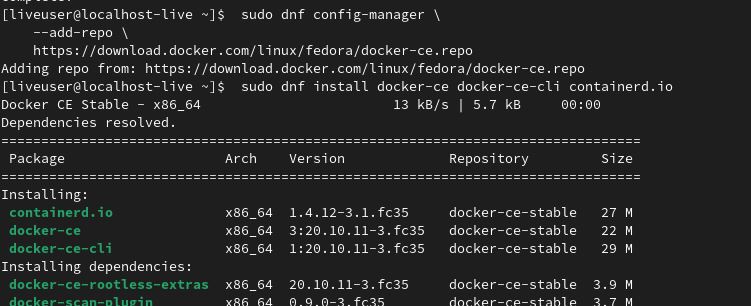 [liveuser@localhost-live ~]$  sudo dnf config-manager \
    --add-repo \
    https://download.docker.com/linux/fedora/docker-ce.repo
Adding repo from: https://download.docker.com/linux/fedora/docker-ce.repo
[liveuser@localhost-live ~]$  sudo dnf install docker-ce docker-ce-cli containerd.io
Docker CE Stable - x86_64                        13 kB/s | 5.7 kB     00:00
Dependencies resolved.
================================================================================
 Package                   Arch    Version             Repository         Size
================================================================================
Installing:
 containerd.io             x86_64  1.4.12-3.1.fc35     docker-ce-stable   27 M
 docker-ce                 x86_64  3:20.10.11-3.fc35   docker-ce-stable   22 M
 docker-ce-cli             x86_64  1:20.10.11-3.fc35   docker-ce-stable   29 M
Installing dependencies:
 docker-ce-rootless-extras x86_64  20.10.11-3.fc35     docker-ce-stable  3.9 M
 docker-scan-plugin        x86_64  0.9.0-3.fc35        docker-ce-stable  3.7 M